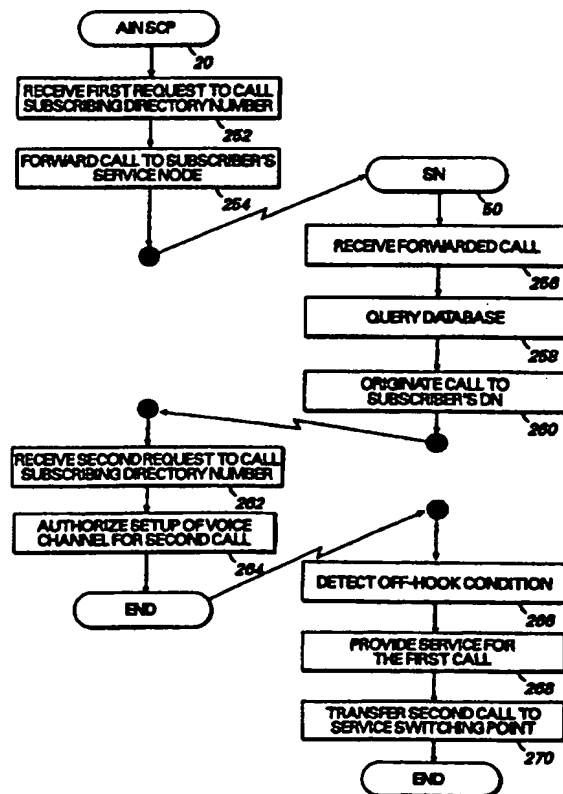 AIN SCP
20
RECEIVE FIRST REQUEST TO CALL
SUBSCRIBING DIRECTORY NUMBER
252
FORWARD CALL TO SUBSCRIBER'S
SERVICE NODE
254
SN
50
RECEIVE FORWARDED CALL
256
QUERY DATABASE
258
ORIGINATE CALL TO
SUBSCRIBER'S DN
260
RECEIVE SECOND REQUEST TO CALL
SUBSCRIBING DIRECTORY NUMBER
262
AUTHORIZE SETUP OF VOICE
CHANNEL FOR SECOND CALL
264
END
DETECT OFF-HOOK CONDITION
266
PROVIDE SERVICE FOR
THE FIRST CALL
268
TRANSFER SECOND CALL TO
SERVICE SWITCHING POINT
270
END